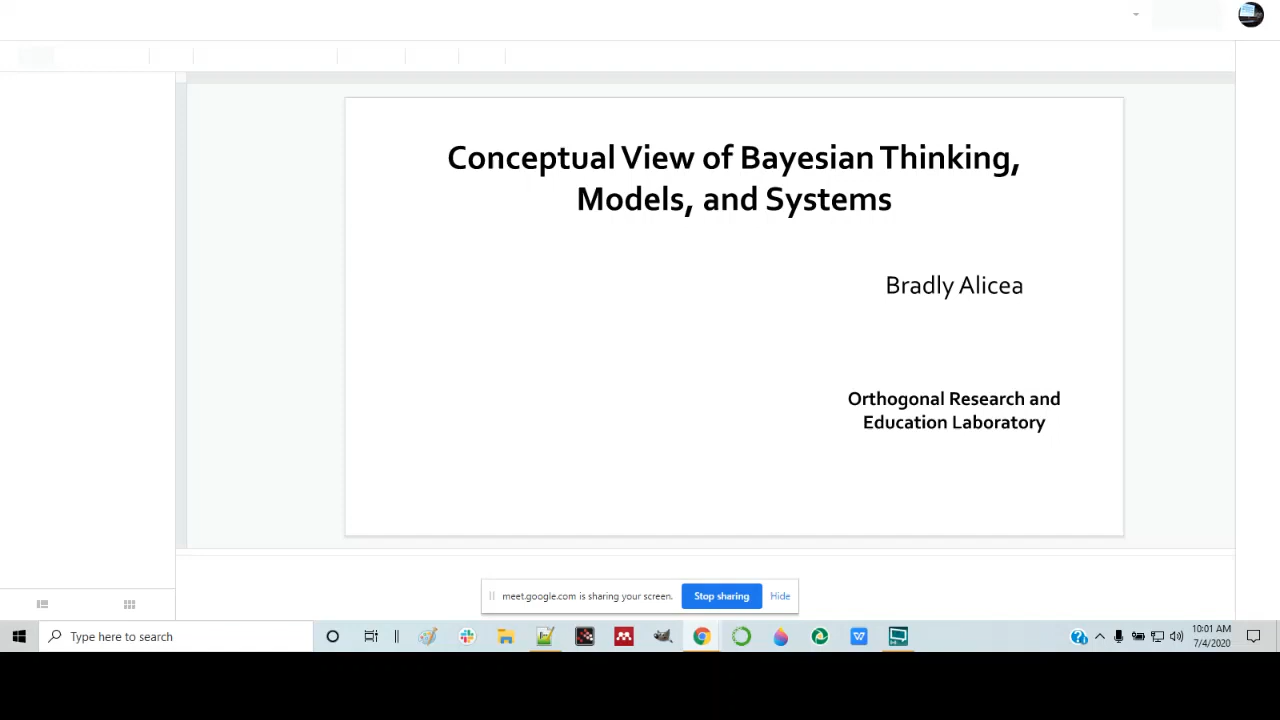 Conceptual View of Bayesian Thinking,
Models, and Systems
Bradly Alicea
Orthogonal Research and
Education Laboratory
meet.google.com is sharing your screen.
Stop sharing
Hide
Type here to search
10:01 AM
7/4/2020